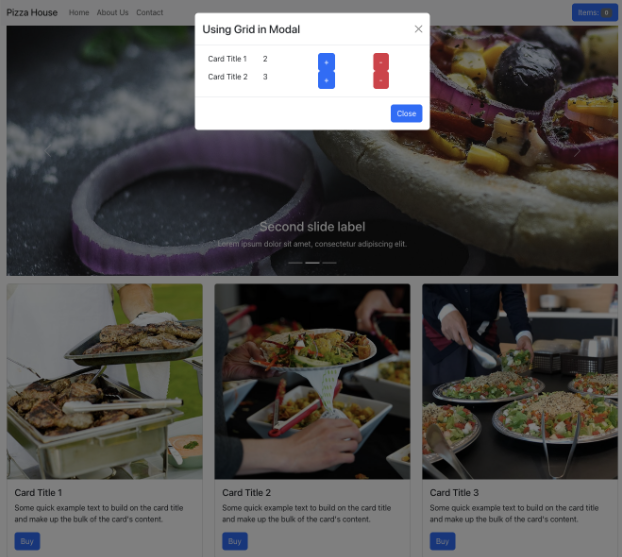 Pizza House Home About Us Contact
Items: 0
Using Grid in Modal
Card Title 1 2 + -
Card Title 2 3 + -
Close
Second slide label
Lorem ipsum dolor sit amet, consectetur adipiscing elit.
Card Title 1
Some quick example text to build on the card title
and make up the bulk of the card's content.
Buy
Card Title 2
Some quick example text to build on the card title
and make up the bulk of the card's content.
Buy
Card Title 3
Some quick example text to build on the card title
and make up the bulk of the card's content.
Buy